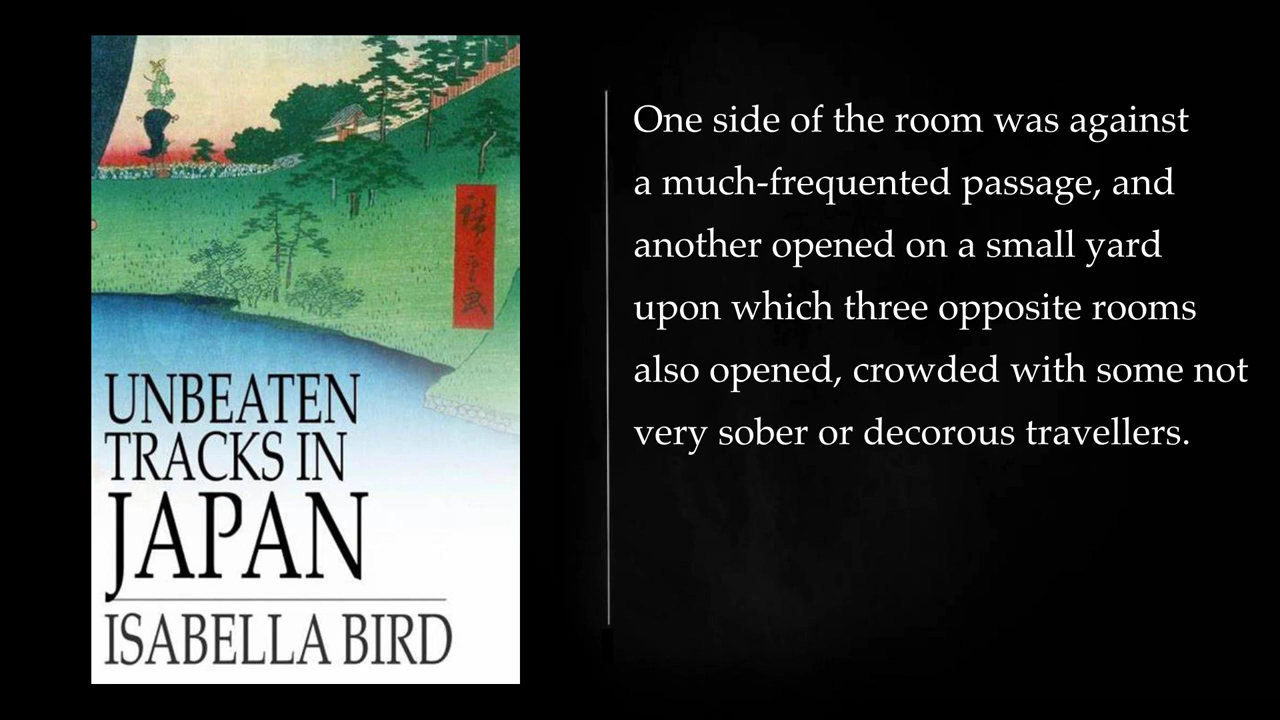 UNBEATEN
TRACKS IN
JAPAN
ISABELLA BIRD
One side of the room was against
a much-frequented passage, and
another opened on a small yard
upon which three opposite rooms
also opened, crowded with some not
very sober or decorous travellers.